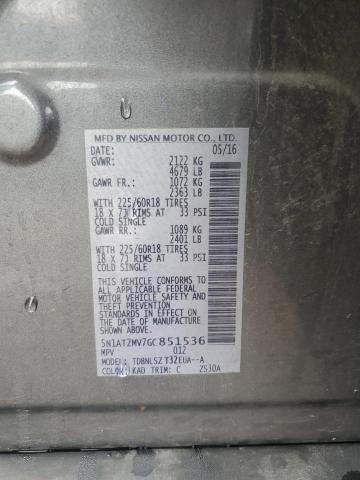 MFD BY NISSAN MOTOR CO., LTD.
DATE: 05/16
GVWR: 2122 KG
4679 LB
GAWR FR.: 1072 KG
2363 LB
WITH 225/60R18 TIRES
18 X 7J RIMS AT 33 PSI
COLD SINGLE
GAWR RR.: 1089 KG
2401 LB
WITH 225/60R18 TIRES
18 X 7J RIMS AT 33 PSI
COLD SINGLE
THIS VEHICLE CONFORMS TO
ALL APPLICABLE FEDERAL
MOTOR VEHICLE SAFETY
STANDARDS IN EFFECT ON THE
DATE OF MANUFACTURE SHOWN
ABOVE.
5N1AT2MV7GC851536
MPV 012
MODEL: TDBNLSZ T32EUA--A
COLOR: KAD TRIM: C ZS30A